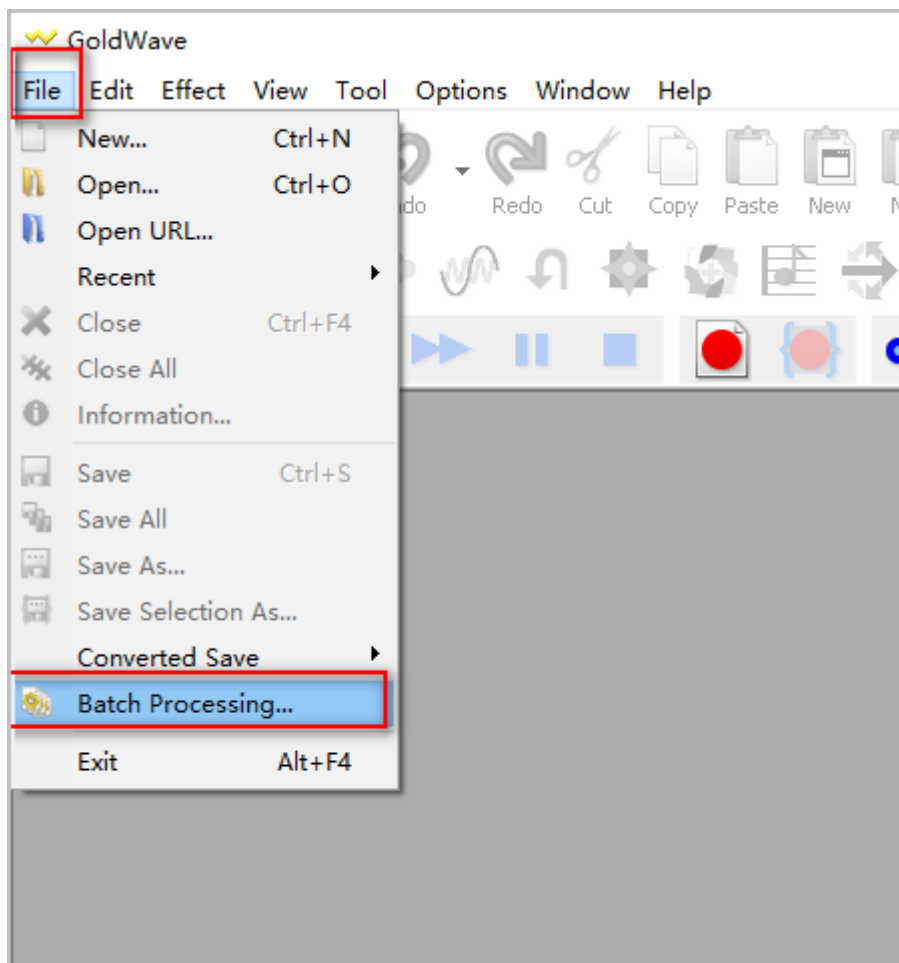 GoldWave
File Edit Effect View Tool Options Window Help
New... Ctrl+N
Open... Ctrl+O
Open URL...
Recent
Close Ctrl+F4
Close All
Information...
Save Ctrl+S
Save All
Save As...
Save Selection As...
Converted Save
Batch Processing...
Exit Alt+F4
Redo Cut Copy Paste New